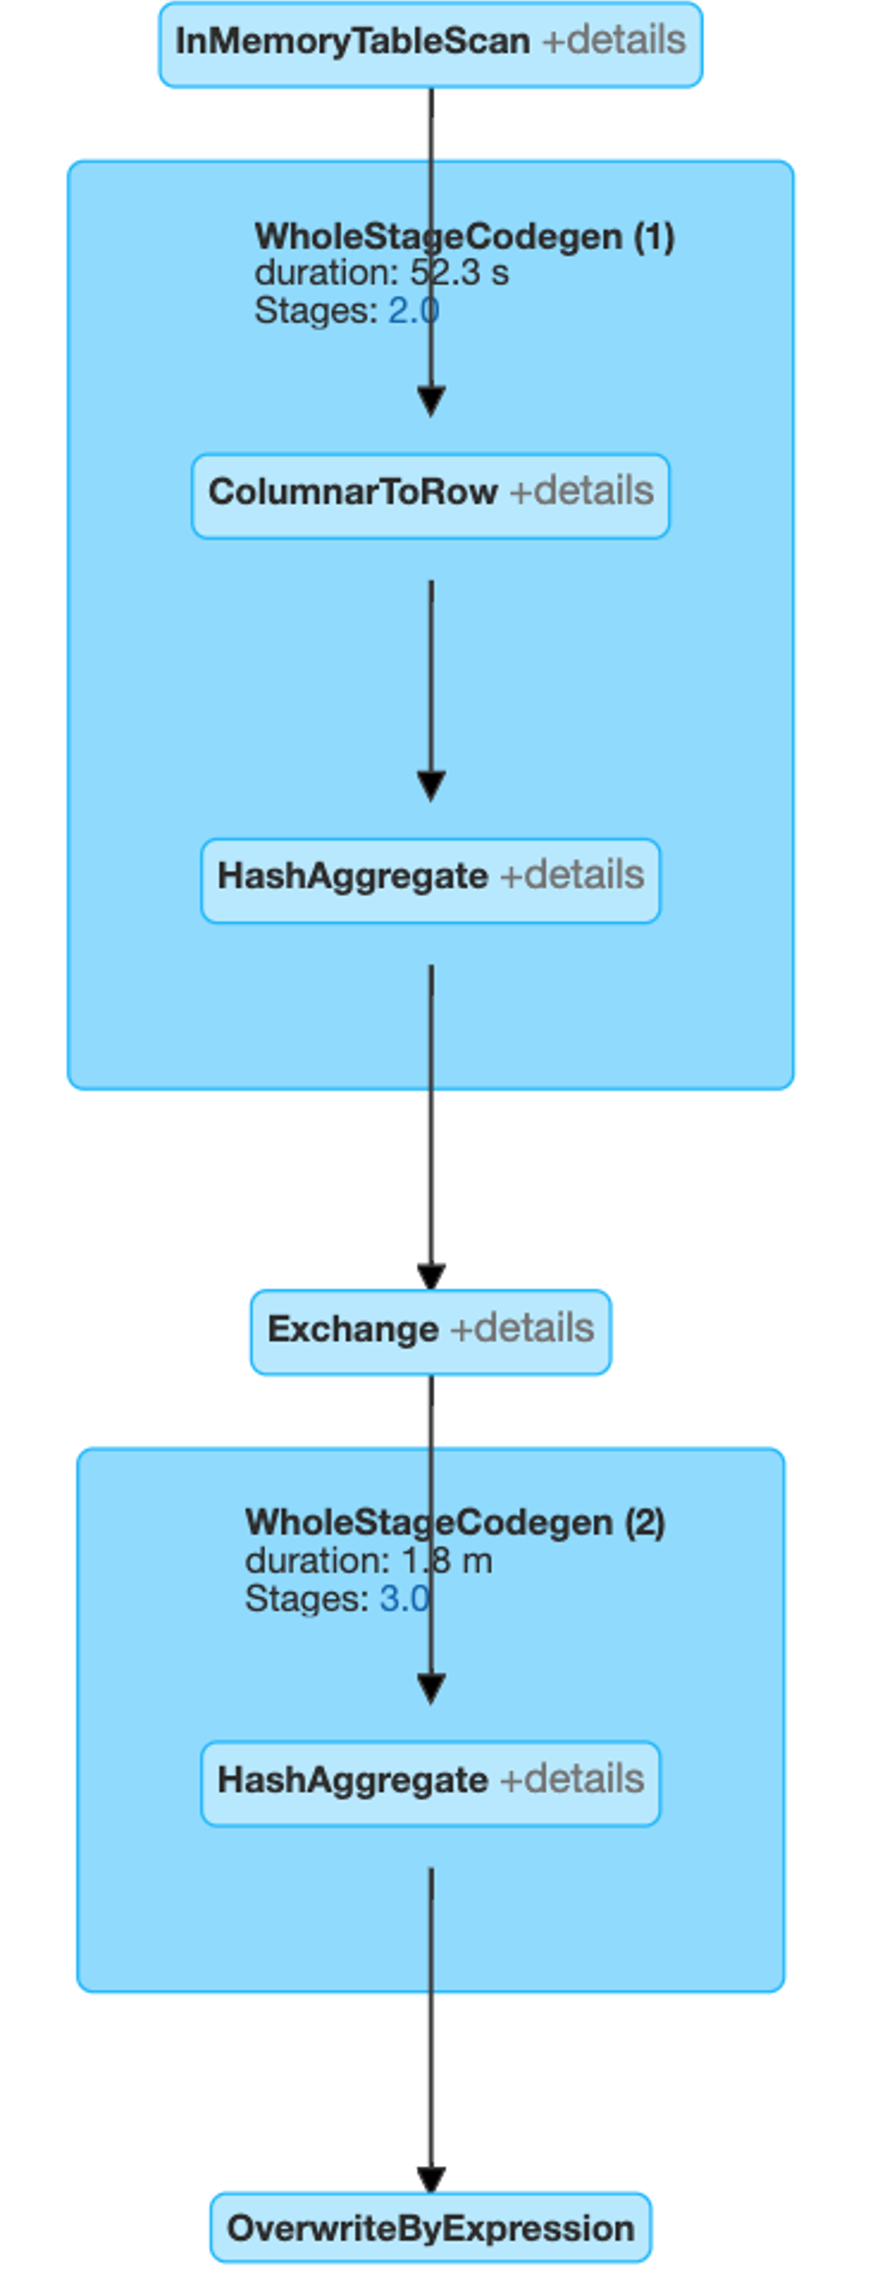 InMemoryTableScan +details
WholeStageCodegen (1)
duration: 52.3 s
Stages: 2.0
ColumnarToRow +details
HashAggregate +details
Exchange +details
WholeStageCodegen (2)
duration: 1.8 m
Stages: 3.0
HashAggregate +details
OverwriteByExpression